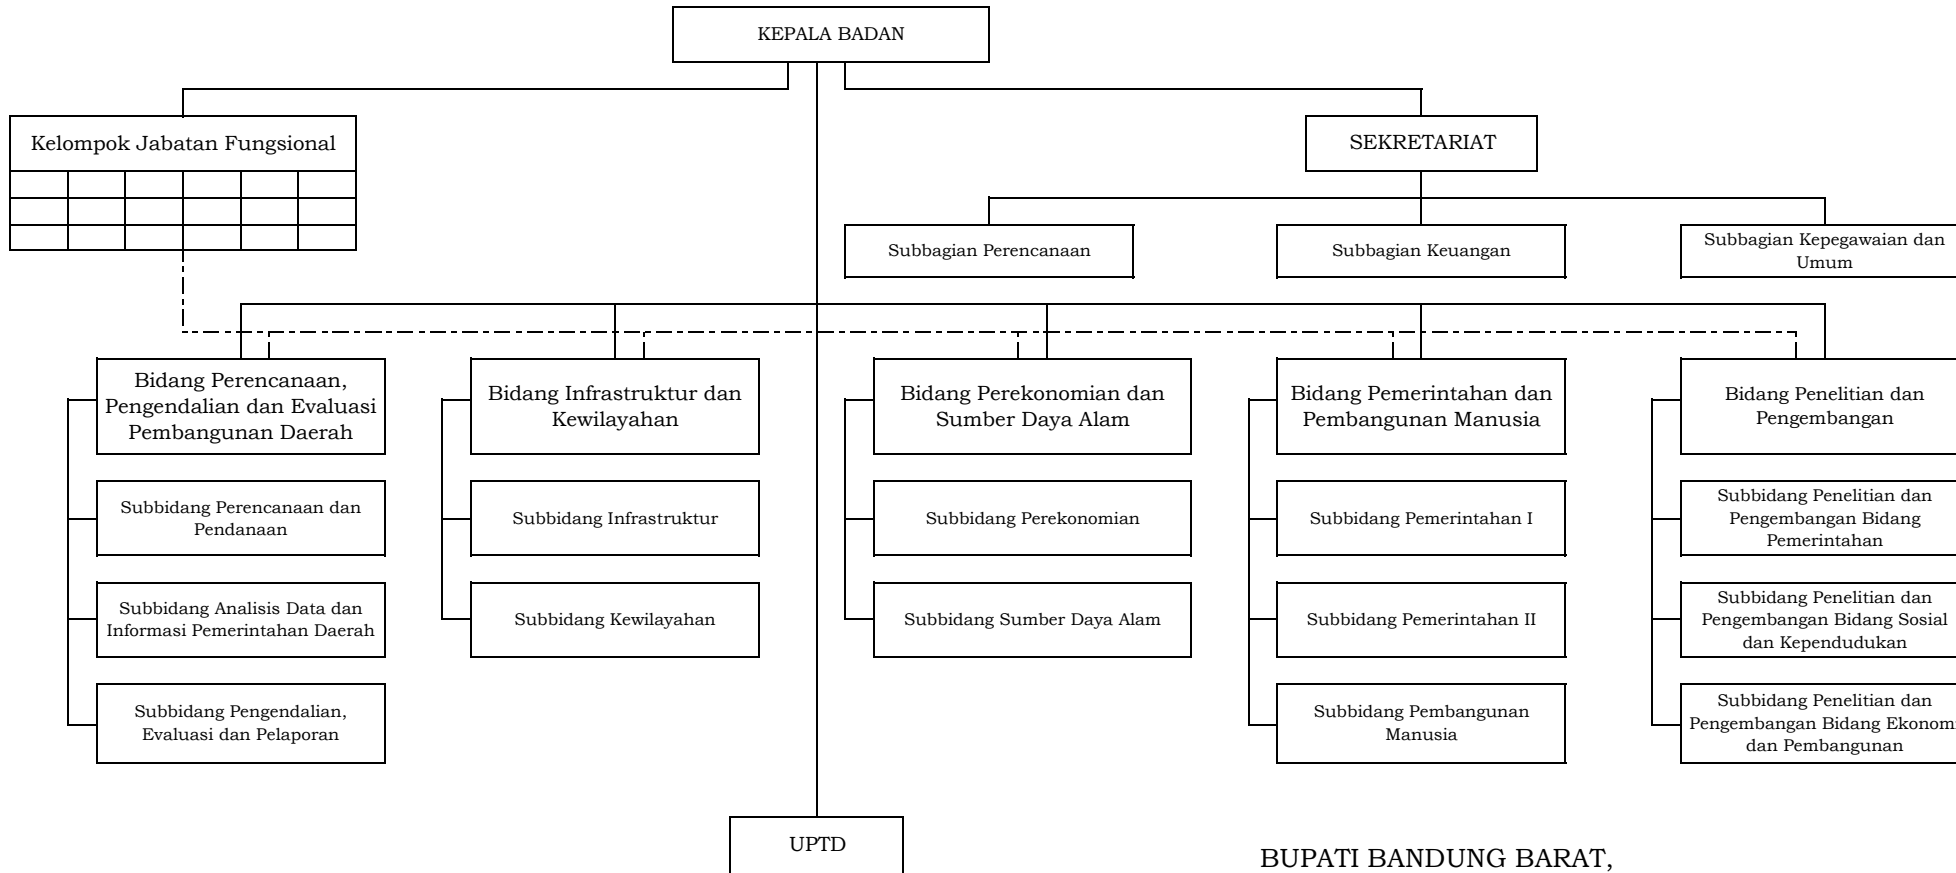 KEPALA BADAN
Kelompok Jabatan Fungsional
SEKRETARIAT
Subbagian Perencanaan
Subbagian Keuangan
Subbagian Kepegawaian dan
Umum
Bidang Perencanaan,
Pengendalian dan Evaluasi
Pembangunan Daerah
Bidang Infrastruktur dan
Kewilayahan
Bidang Perekonomian dan
Sumber Daya Alam
Bidang Pemerintahan dan
Pembangunan Manusia
Bidang Penelitian dan
Pengembangan
Subbidang Perencanaan dan
Pendanaan
Subbidang Infrastruktur
Subbidang Perekonomian
Subbidang Pemerintahan I
Subbidang Penelitian dan
Pengembangan Bidang
Pemerintahan
Subbidang Analisis Data dan
Informasi Pemerintahan Daerah
Subbidang Kewilayahan
Subbidang Sumber Daya Alam
Subbidang Pemerintahan II
Subbidang Penelitian dan
Pengembangan Bidang Sosial
dan Kependudukan
Subbidang Pengendalian,
Evaluasi dan Pelaporan
Subbidang Pembangunan
Manusia
Subbidang Penelitian dan
Pengembangan Bidang Ekonomi
dan Pembangunan
UPTD
BUPATI BANDUNG BARAT,